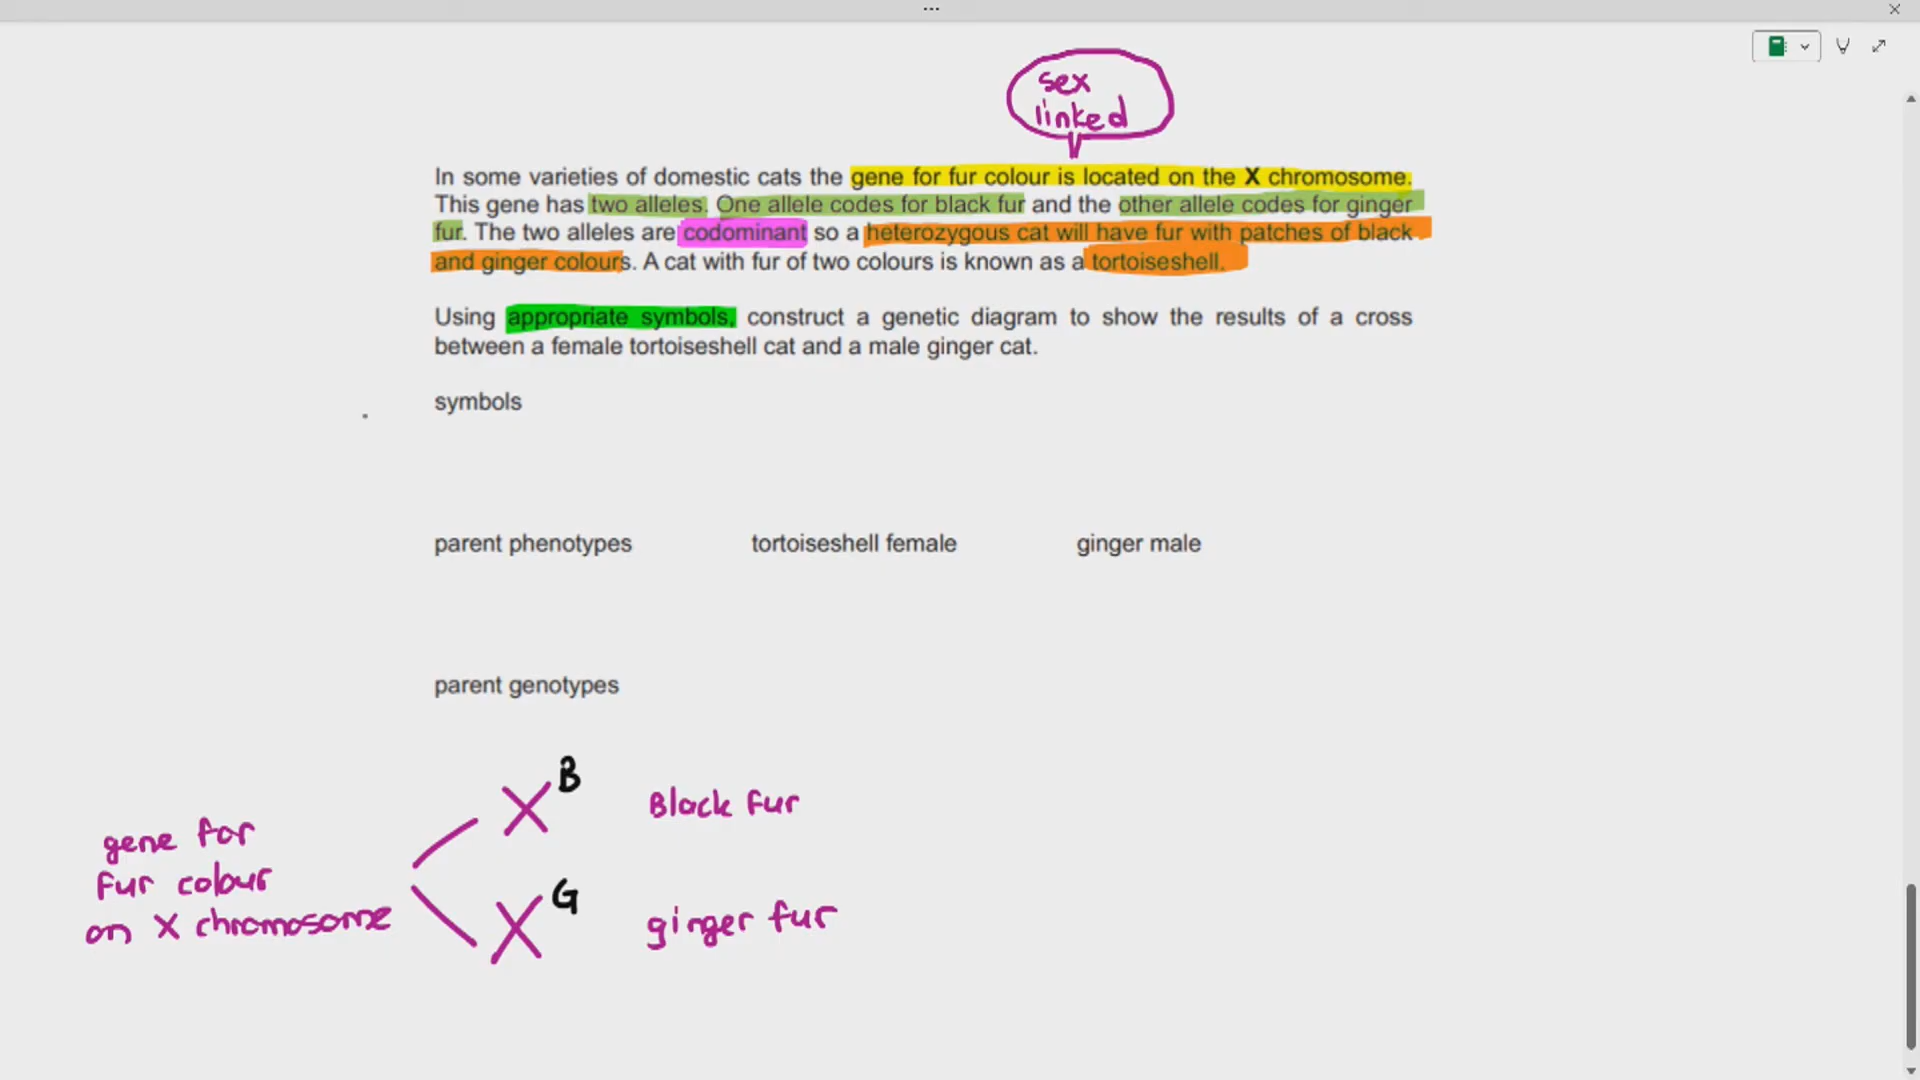 sex
linked
In some varieties of domestic cats the gene for fur colour is located on the X chromosome.
This gene has two alleles. One allele codes for black fur and the other allele codes for ginger
fur. The two alleles are codominant so a heterozygous cat will have fur with patches of black
and ginger colours. A cat with fur of two colours is known as a tortoiseshell.
Using appropriate symbols, construct a genetic diagram to show the results of a cross
between a female tortoiseshell cat and a male ginger cat.
symbols
parent phenotypes tortoiseshell female ginger male
parent genotypes
X^B Black fur
gene for
fur colour
on X chromosome
X^G ginger fur